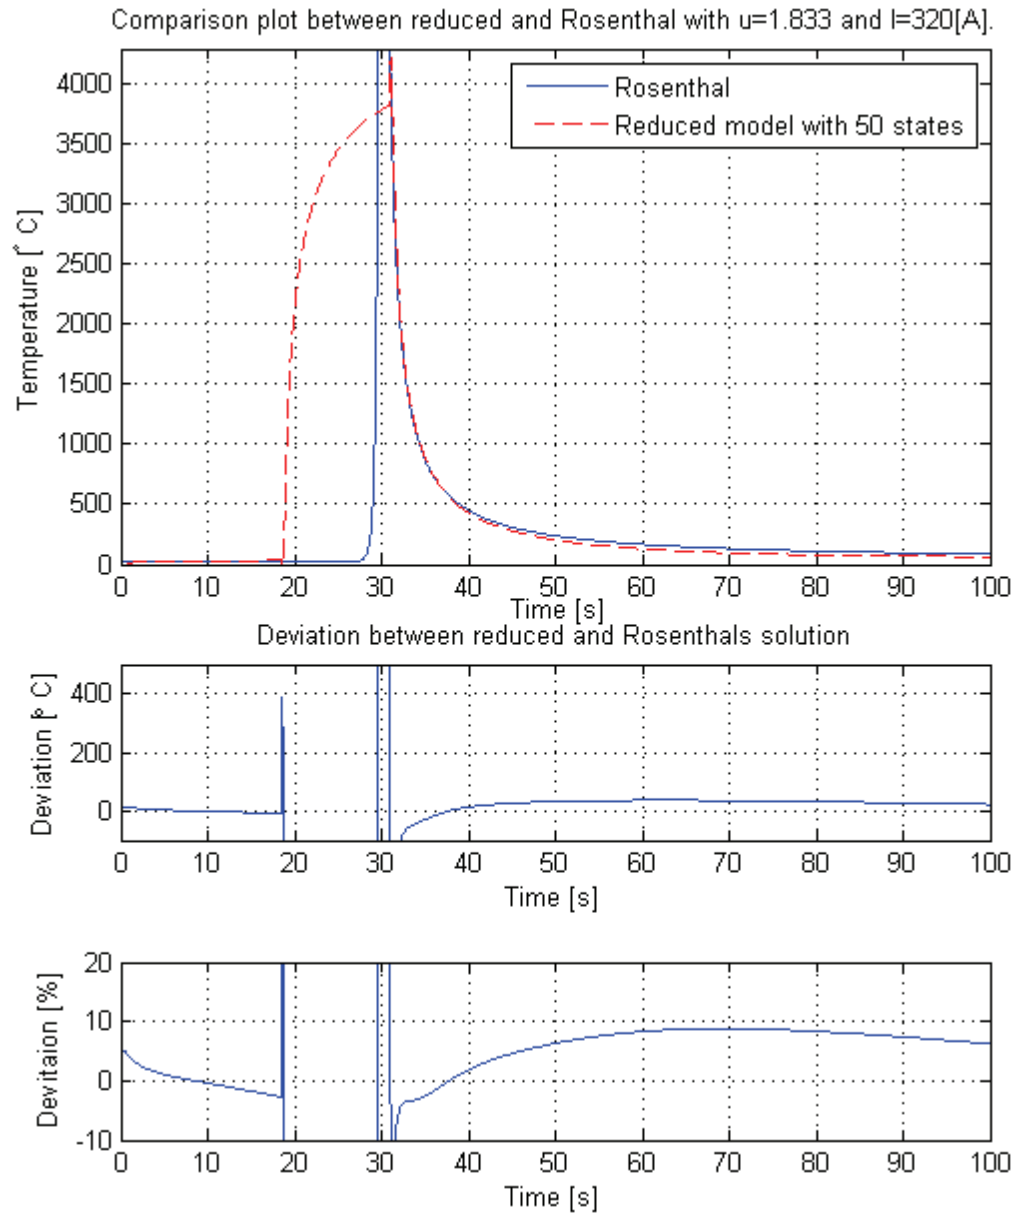 Comparison plot between reduced and Rosenthal with u=1.833 and I=320[A].
Rosenthal
Reduced model with 50 states
Temperature [° C]
4000
3500
3000
2500
2000
1500
1000
500
0
0 10 20 30 40 50 60 70 80 90 100
Time [s]
Deviation between reduced and Rosenthals solution
Deviation [° C]
400
200
0
0 10 20 30 40 50 60 70 80 90 100
Time [s]
Devitaion [%]
20
10
0
-10
0 10 20 30 40 50 60 70 80 90 100
Time [s]